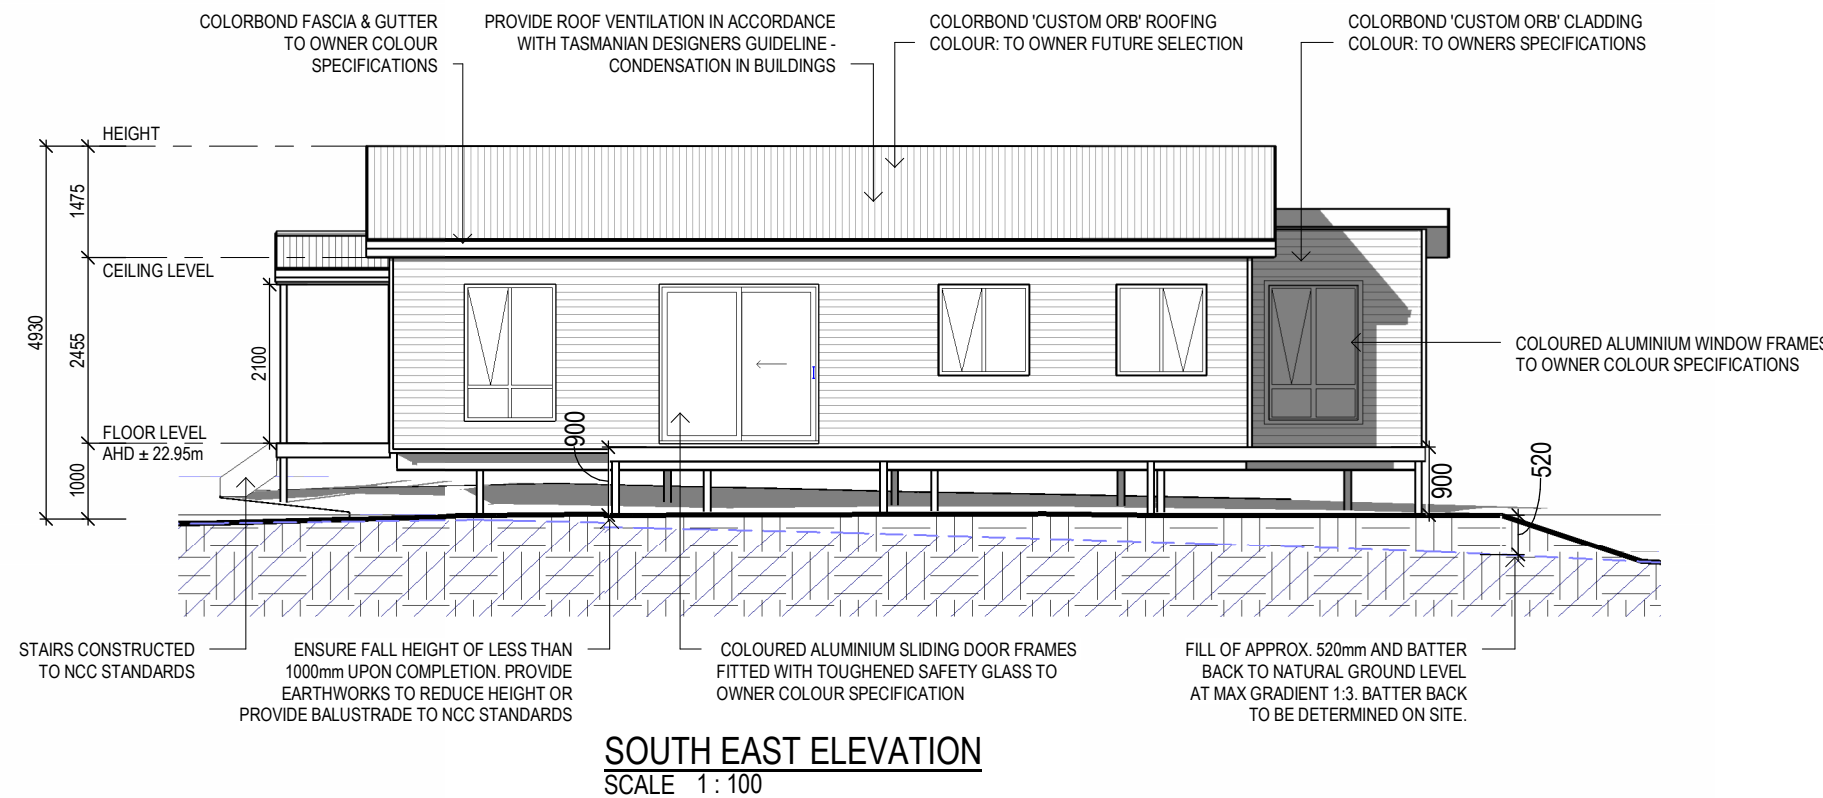 COLORBOND FASCIA & GUTTER
TO OWNER COLOUR
SPECIFICATIONS
PROVIDE ROOF VENTILATION IN ACCORDANCE
WITH TASMANIAN DESIGNERS GUIDELINE -
CONDENSATION IN BUILDINGS
COLORBOND 'CUSTOM ORB' ROOFING
COLOUR: TO OWNER FUTURE SELECTION
COLORBOND 'CUSTOM ORB' CLADDING
COLOUR: TO OWNERS SPECIFICATIONS
HEIGHT
1475
CEILING LEVEL
4930
2455
2100
COLOURED ALUMINIUM WINDOW FRAMES
TO OWNER COLOUR SPECIFICATIONS
FLOOR LEVEL
AHD ± 22.95m
1000
900
900
520
STAIRS CONSTRUCTED
TO NCC STANDARDS
ENSURE FALL HEIGHT OF LESS THAN
1000mm UPON COMPLETION. PROVIDE
EARTHWORKS TO REDUCE HEIGHT OR
PROVIDE BALUSTRADE TO NCC STANDARDS
COLOURED ALUMINIUM SLIDING DOOR FRAMES
FITTED WITH TOUGHENED SAFETY GLASS TO
OWNER COLOUR SPECIFICATION
FILL OF APPROX. 520mm AND BATTER
BACK TO NATURAL GROUND LEVEL
AT MAX GRADIENT 1:3. BATTER BACK
TO BE DETERMINED ON SITE.
SOUTH EAST ELEVATION
SCALE 1 : 100